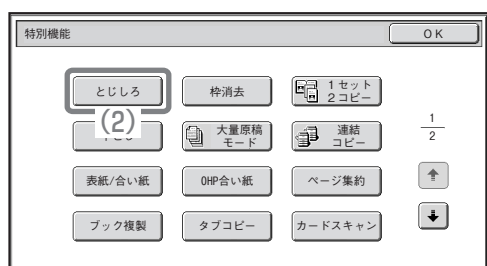 特別機能
OK
とじしろ
枠消去
1セット
2コピー
(2)
大量原稿
モード
連結
コピー
1
2
表紙/合い紙
OHP合い紙
ページ集約
ブック複製
タブコピー
カードスキャン